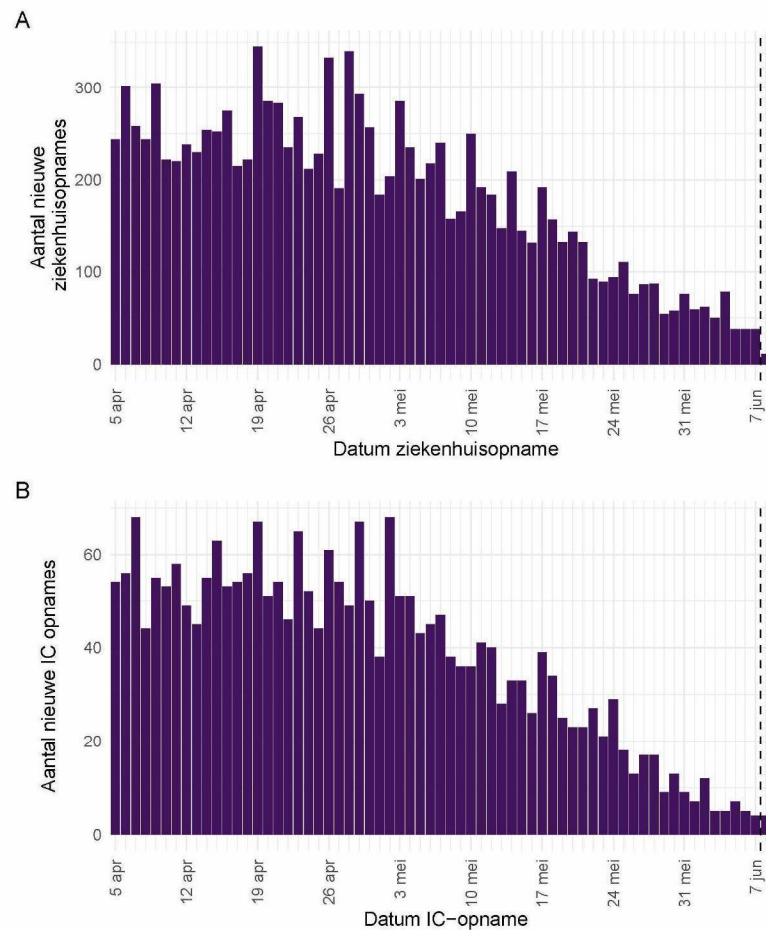 A
Aantal nieuwe
ziekenhuisopnames
300
200
100
0
5 apr
12 apr
19 apr
26 apr
3 mei
10 mei
17 mei
24 mei
31 mei
7 jun
Datum ziekenhuisopname
B
Aantal nieuwe IC opnames
60
40
20
0
5 apr
12 apr
19 apr
26 apr
3 mei
10 mei
17 mei
24 mei
31 mei
7 jun
Datum IC-opname